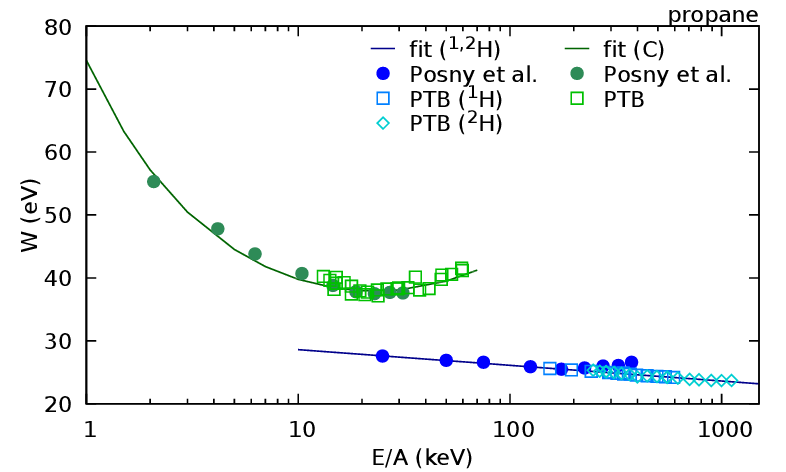 propane
80
70
60
50
40
30
20
W (eV)
fit (¹,²H)
Posny et al.
PTB (¹H)
PTB (²H)
fit (C)
Posny et al.
PTB
1
10
100
1000
E/A (keV)